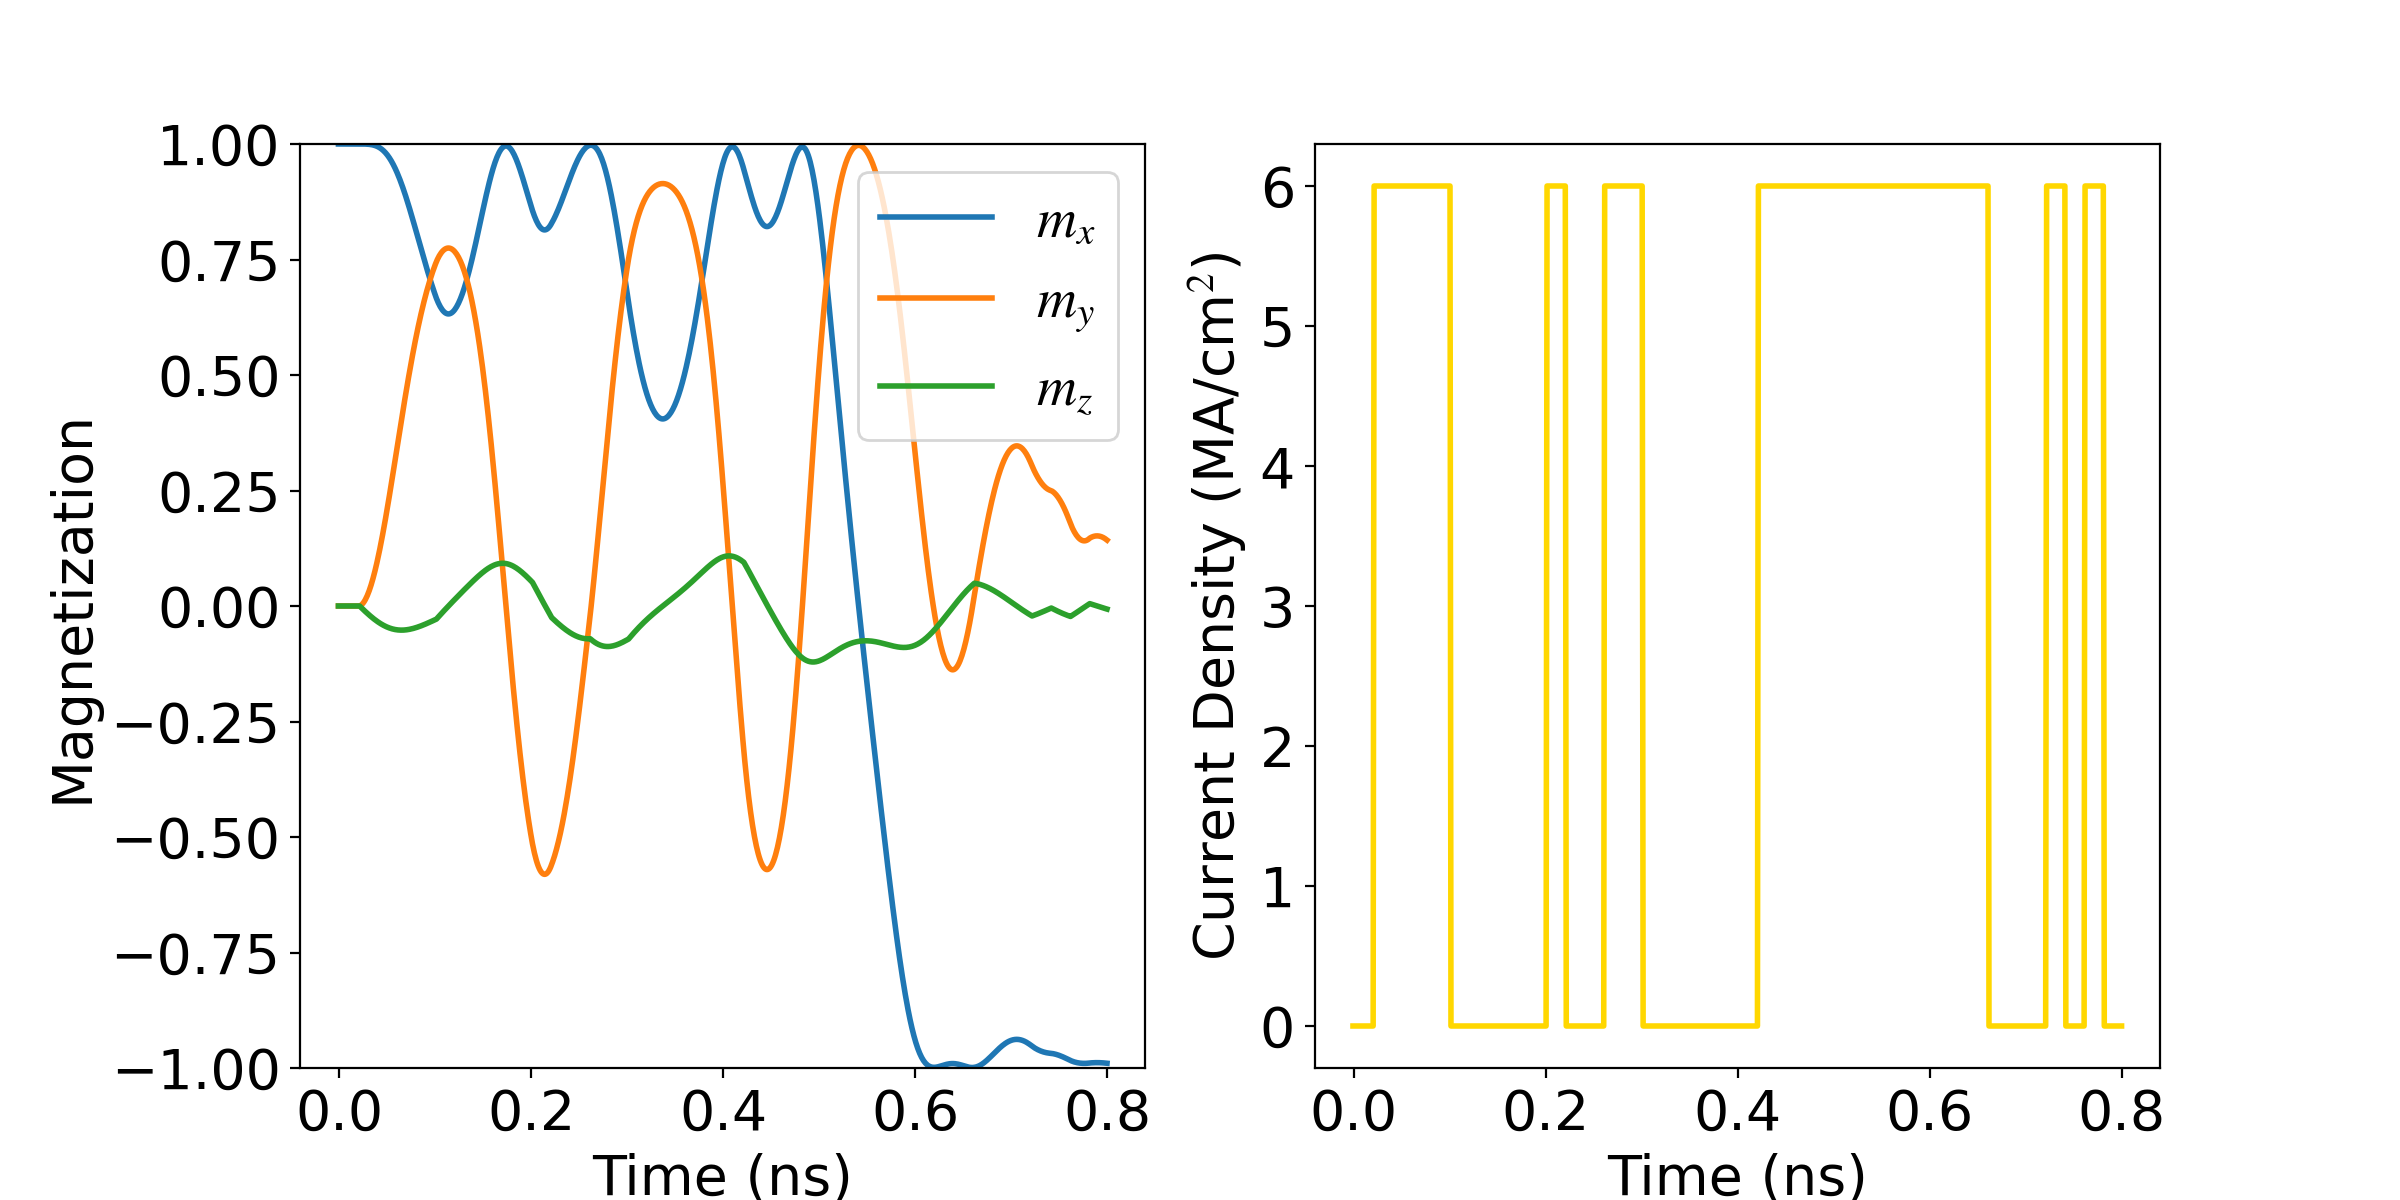 Magnetization
1.00
0.75
0.50
0.25
0.00
−0.25
−0.50
−0.75
−1.00
0.0 0.2 0.4 0.6 0.8
Time (ns)
m_x
m_y
m_z
Current Density (MA/cm²)
6
5
4
3
2
1
0
0.0 0.2 0.4 0.6 0.8
Time (ns)